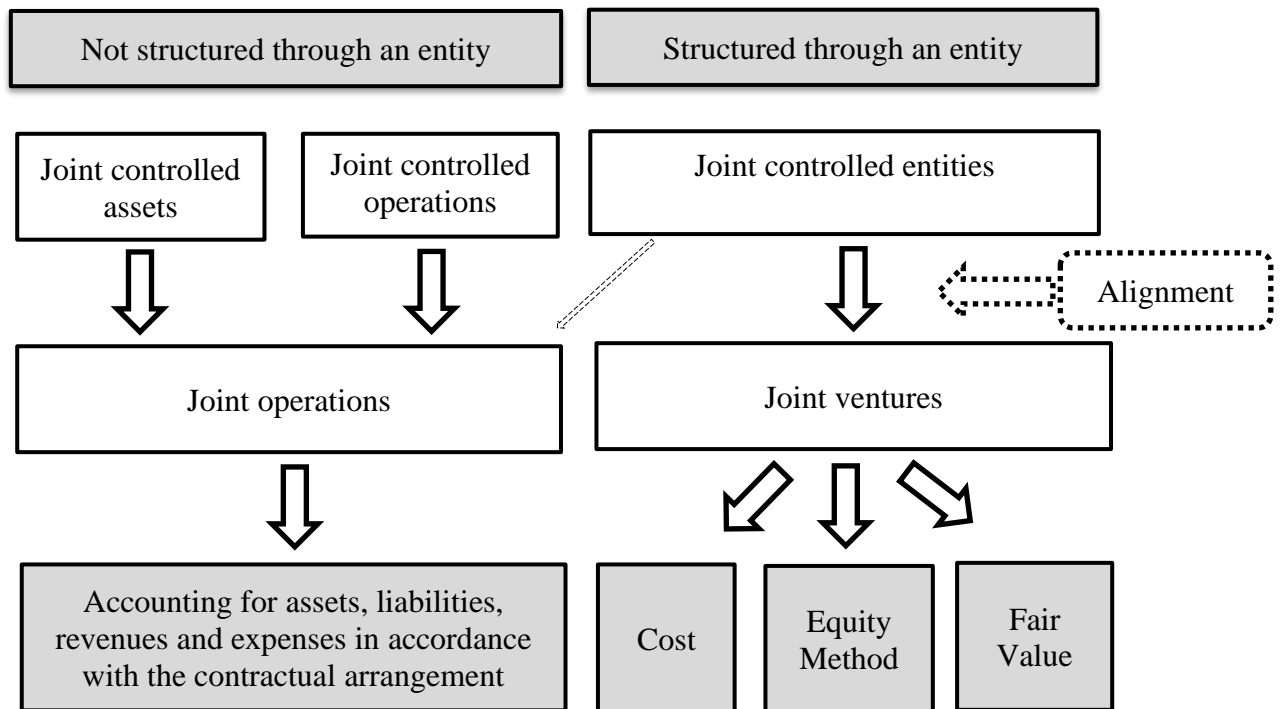 Not structured through an entity
Structured through an entity
Joint controlled
assets
Joint controlled
operations
Joint controlled entities
Alignment
Joint operations
Joint ventures
Accounting for assets, liabilities,
revenues and expenses in accordance
with the contractual arrangement
Cost
Equity
Method
Fair
Value